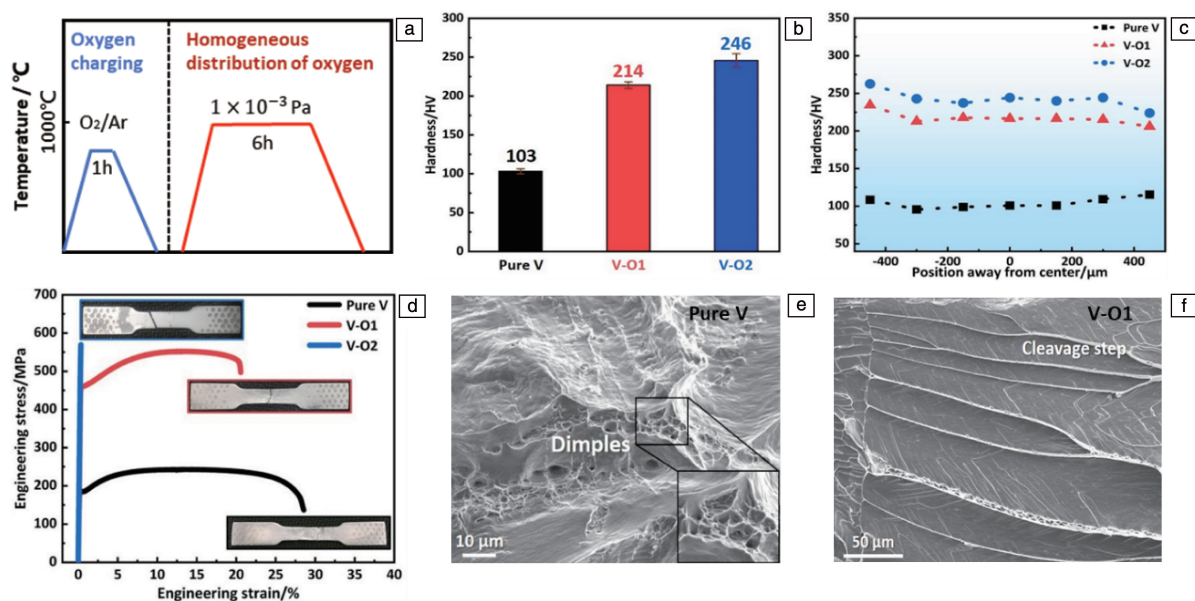 a
Oxygen
charging
Homogeneous
distribution of oxygen
Temperature / °C
1000°C
O₂/Ar
1h
1 × 10⁻³ Pa
6h
b
Hardness/HV
300
250
200
150
100
50
0
103
214
246
Pure V
V-O1
V-O2
c
Hardness/HV
350
300
250
200
150
100
50
Pure V
V-O1
V-O2
-400
-200
0
200
400
Position away from center/μm
d
Engineering stress/MPa
700
600
500
400
300
200
100
0
Pure V
V-O1
V-O2
0
5
10
15
20
25
30
35
40
Engineering strain/%
e
Pure V
Dimples
10 μm
f
V-O1
Cleavage step
50 μm